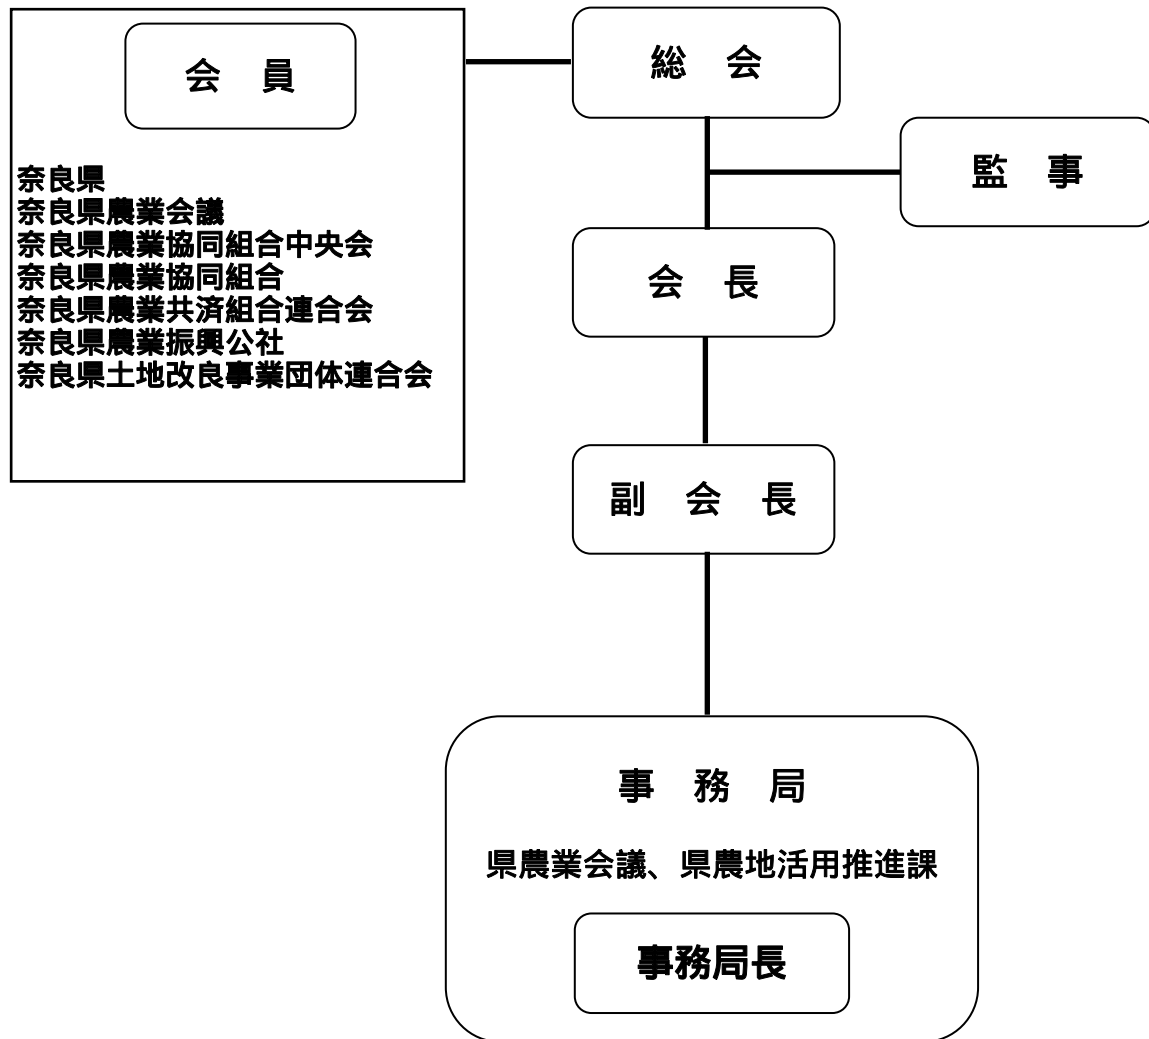 会　員
奈良県
奈良県農業会議
奈良県農業協同組合中央会
奈良県農業協同組合
奈良県農業共済組合連合会
奈良県農業振興公社
奈良県土地改良事業団体連合会
総　会
監　事
会　長
副　会　長
事　務　局
県農業会議、県農地活用推進課
事務局長